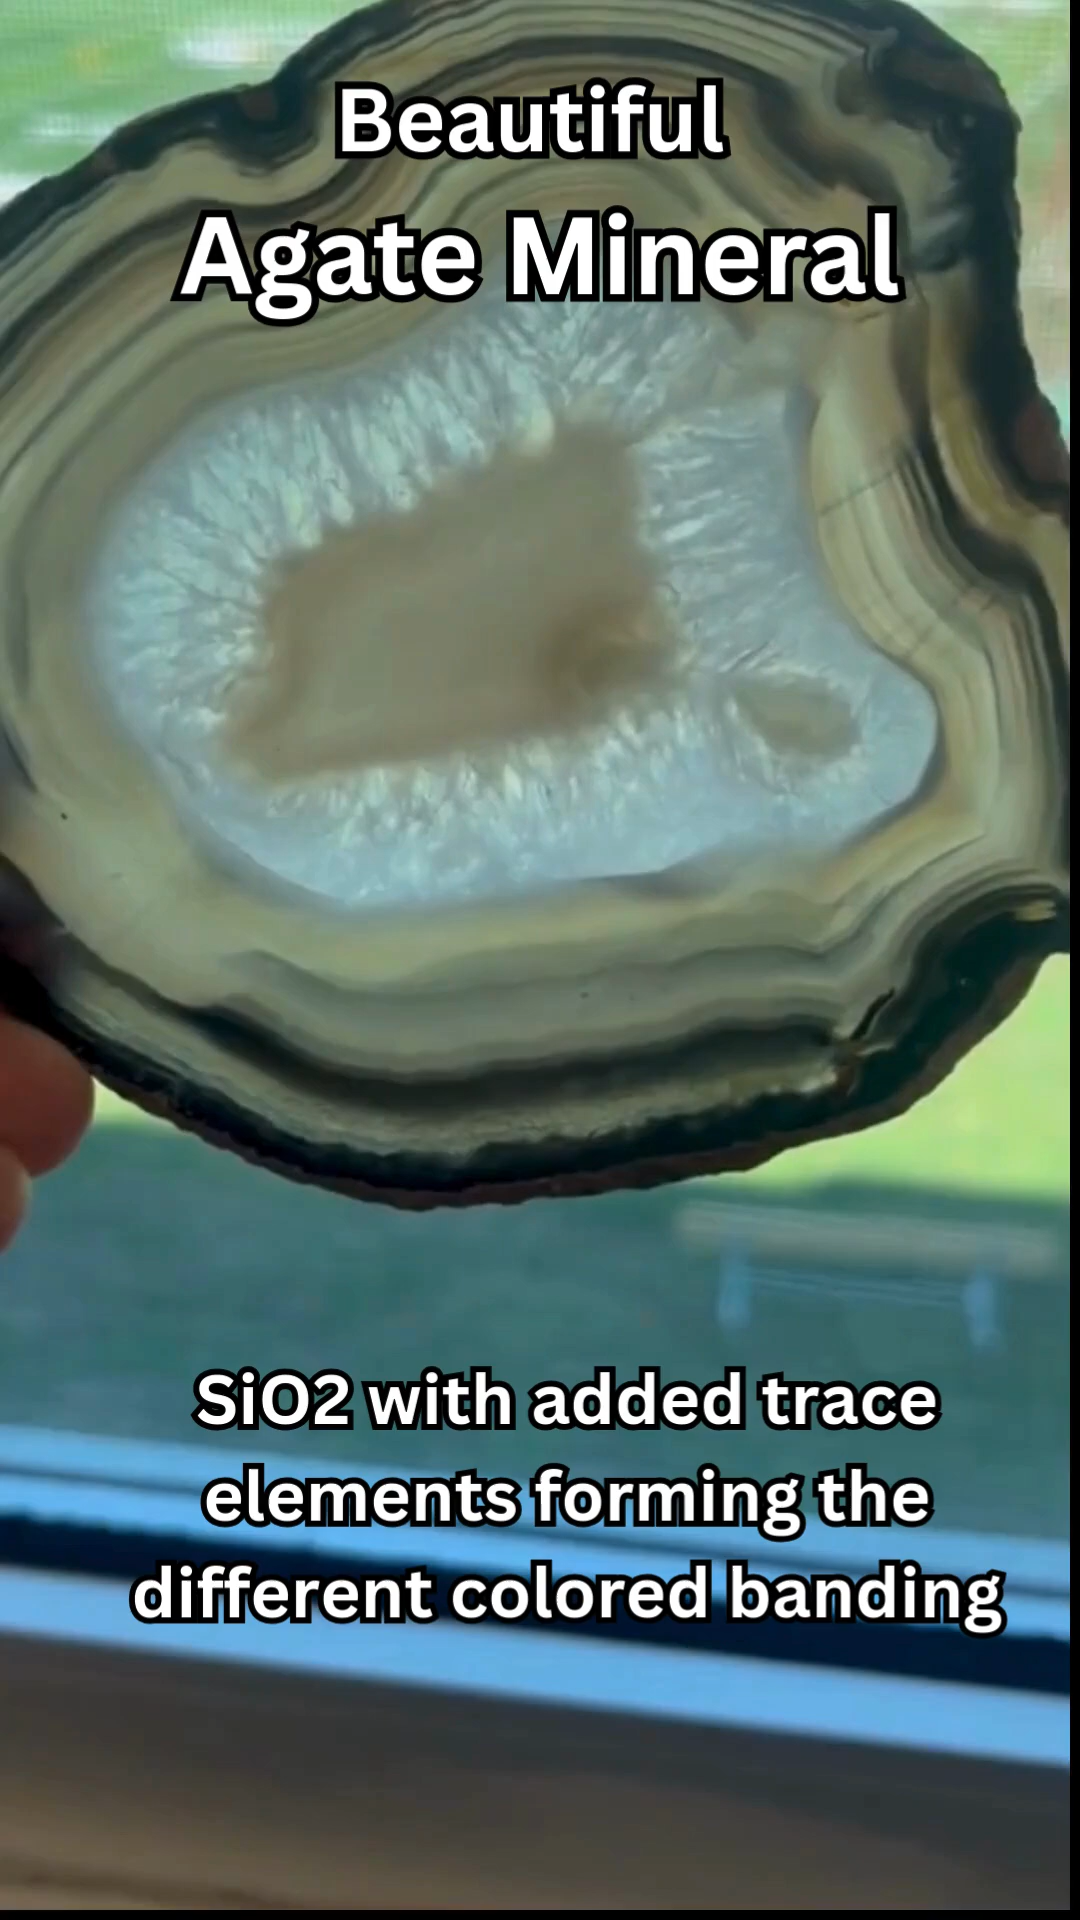 Beautiful
Agate Mineral
SiO2 with added trace
elements forming the
different colored banding